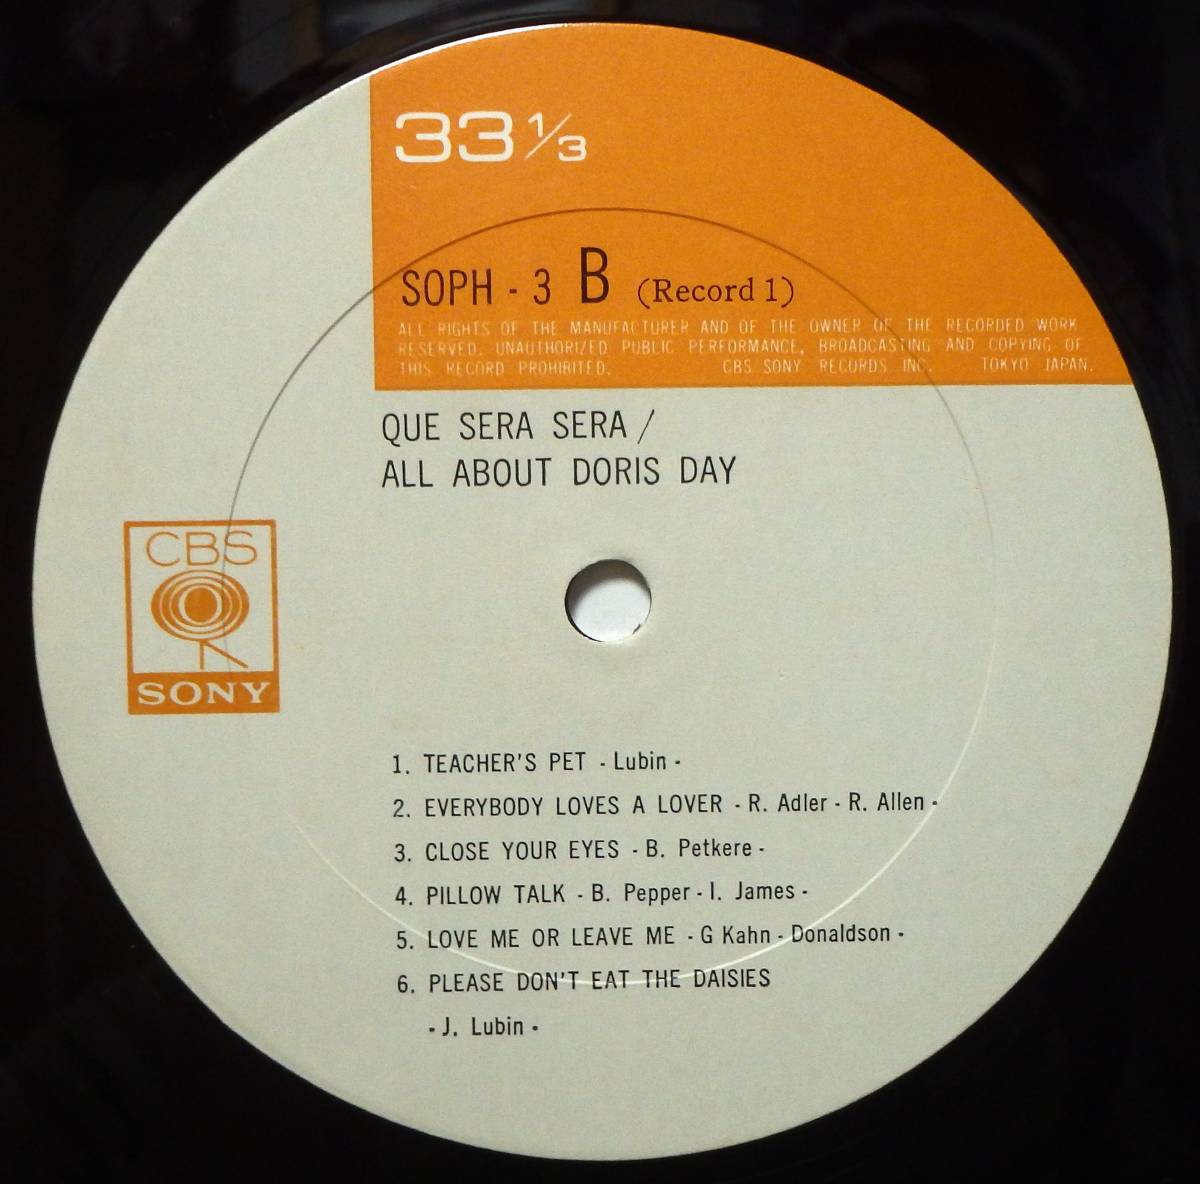 33 1/3
SOPH - 3 B (Record 1)
ALL RIGHTS OF THE MANUFACTURER AND OF THE OWNER OF THE RECORDED WORK
RESERVED. UNAUTHORIZED PUBLIC PERFORMANCE, BROADCASTING AND COPYING OF
THIS RECORD PROHIBITED. CBS SONY RECORDS INC. TOKYO JAPAN.
QUE SERA SERA /
ALL ABOUT DORIS DAY
CBS
SONY
1. TEACHER'S PET - Lubin -
2. EVERYBODY LOVES A LOVER - R. Adler - R. Allen -
3. CLOSE YOUR EYES - B. Petkere -
4. PILLOW TALK - B. Pepper - I. James -
5. LOVE ME OR LEAVE ME - G Kahn - Donaldson -
6. PLEASE DON'T EAT THE DAISIES
- J. Lubin -